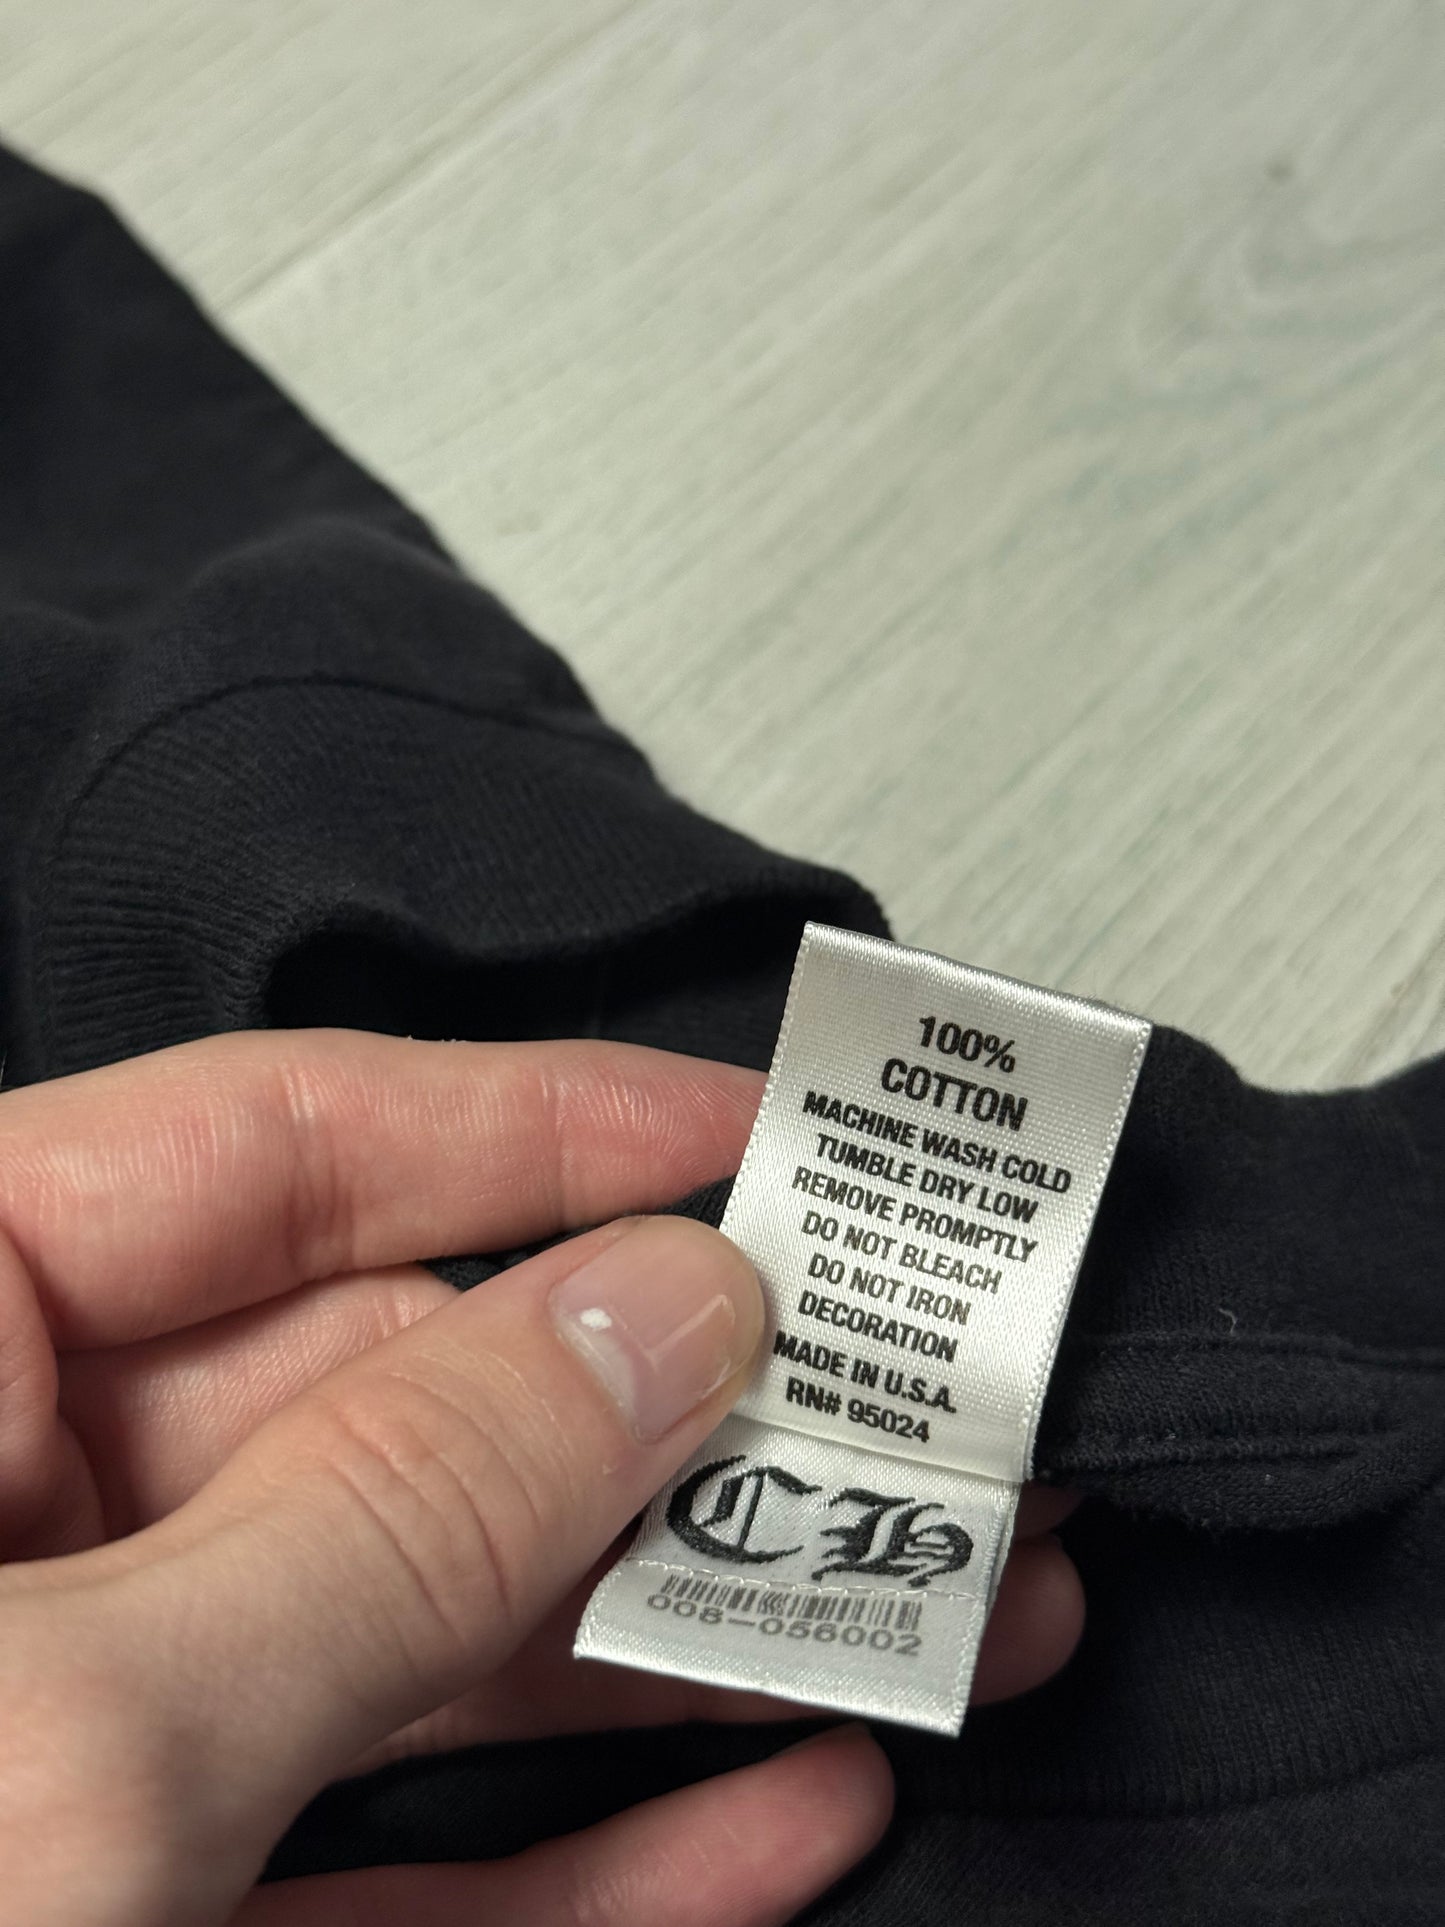 100%
COTTON
MACHINE WASH COLD
TUMBLE DRY LOW
REMOVE PROMPTLY
DO NOT BLEACH
DO NOT IRON
DECORATION
MADE IN U.S.A.
RN# 95024
CH
008-056002